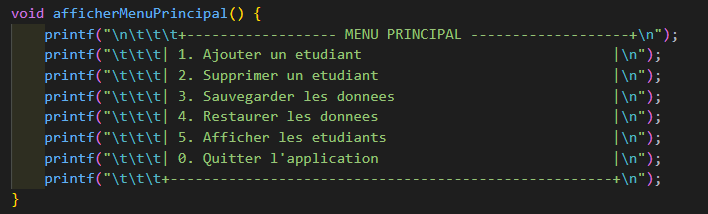 void afficherMenuPrincipal() {
    printf("\n\t\t\t+------------------ MENU PRINCIPAL -------------------+\n");
    printf("\t\t\t| 1. Ajouter un etudiant                              |\n");
    printf("\t\t\t| 2. Supprimer un etudiant                            |\n");
    printf("\t\t\t| 3. Sauvegarder les donnees                          |\n");
    printf("\t\t\t| 4. Restaurer les donnees                            |\n");
    printf("\t\t\t| 5. Afficher les etudiants                           |\n");
    printf("\t\t\t| 0. Quitter l'application                            |\n");
    printf("\t\t\t+-----------------------------------------------------+\n");
}